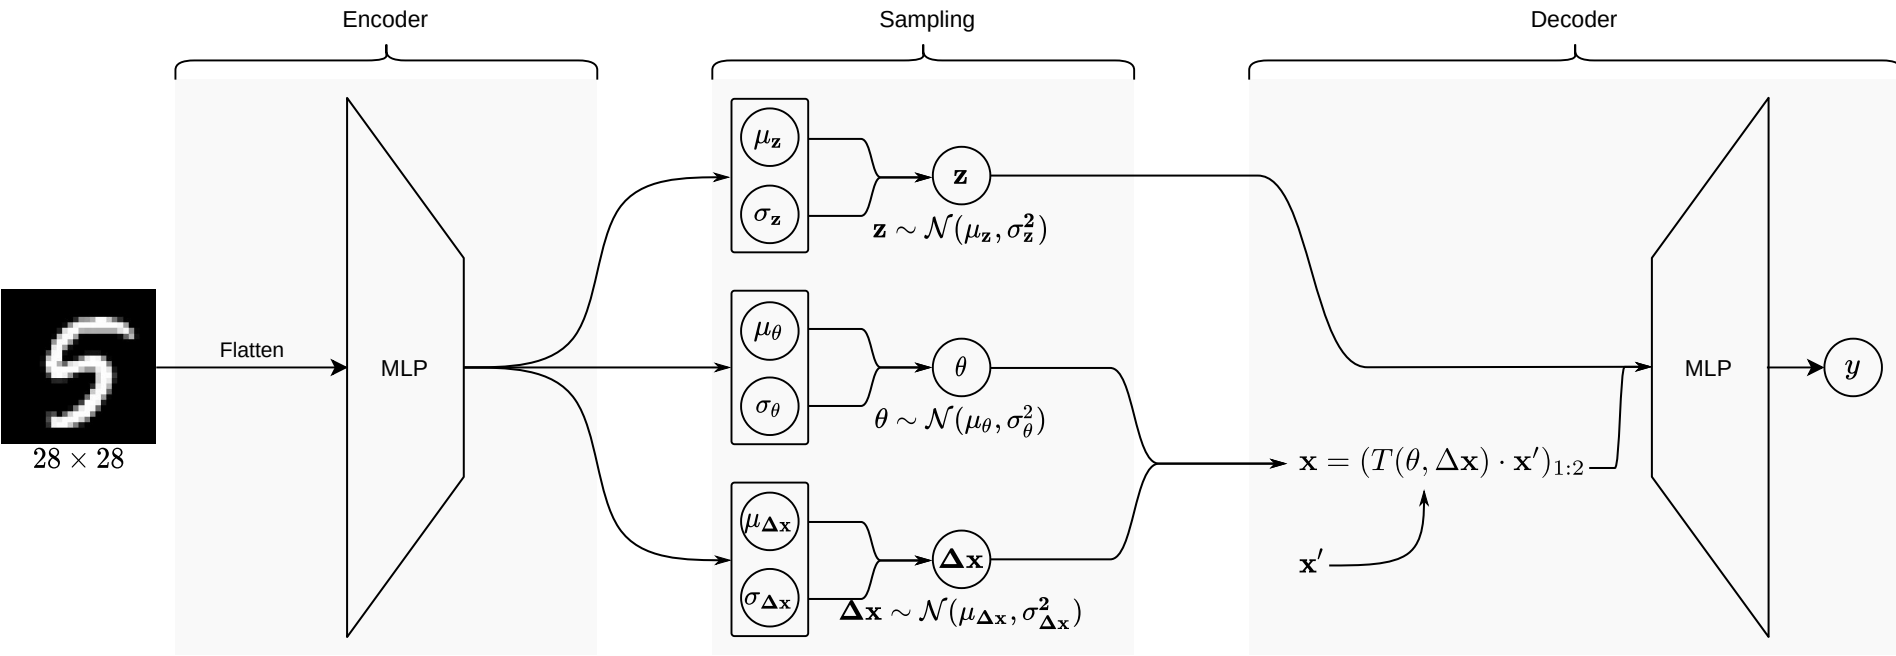 Encoder
Sampling
Decoder
28 × 28
Flatten
MLP
μ_z
σ_z
z
z ∼ 𝒩(μ_z, σ_z^2)
μ_θ
σ_θ
θ
θ ∼ 𝒩(μ_θ, σ_θ^2)
μ_Δx
σ_Δx
Δx
Δx ∼ 𝒩(μ_Δx, σ_Δx^2)
x = (T(θ, Δx) · x′)_{1:2}
x′
MLP
y